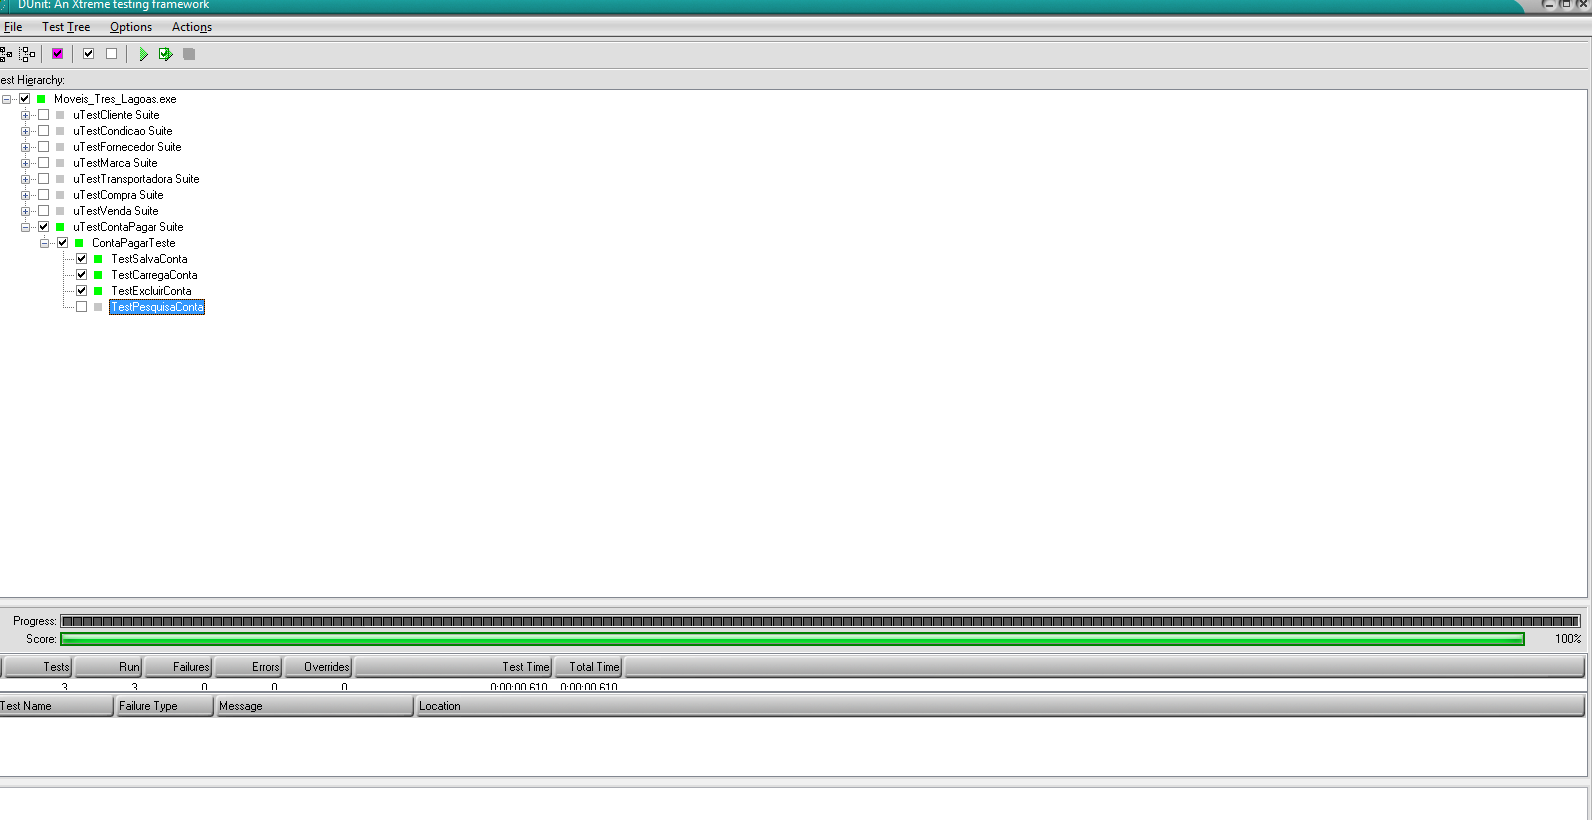 DUnit: An Xtreme testing framework
File Test Tree Options Actions
est Hierarchy:
Moveis_Tres_Lagoas.exe
uTestCliente Suite
uTestCondicao Suite
uTestFornecedor Suite
uTestMarca Suite
uTestTransportadora Suite
uTestCompra Suite
uTestVenda Suite
uTestContaPagar Suite
ContaPagarTeste
TestSalvaConta
TestCarregaConta
TestExcluirConta
TestPesquisaConta
Progress:
Score: 100%
Tests Run Failures Errors Overrides Test Time Total Time
3 3 0 0 0 0:00:00.610 0:00:00.610
Test Name Failure Type Message Location